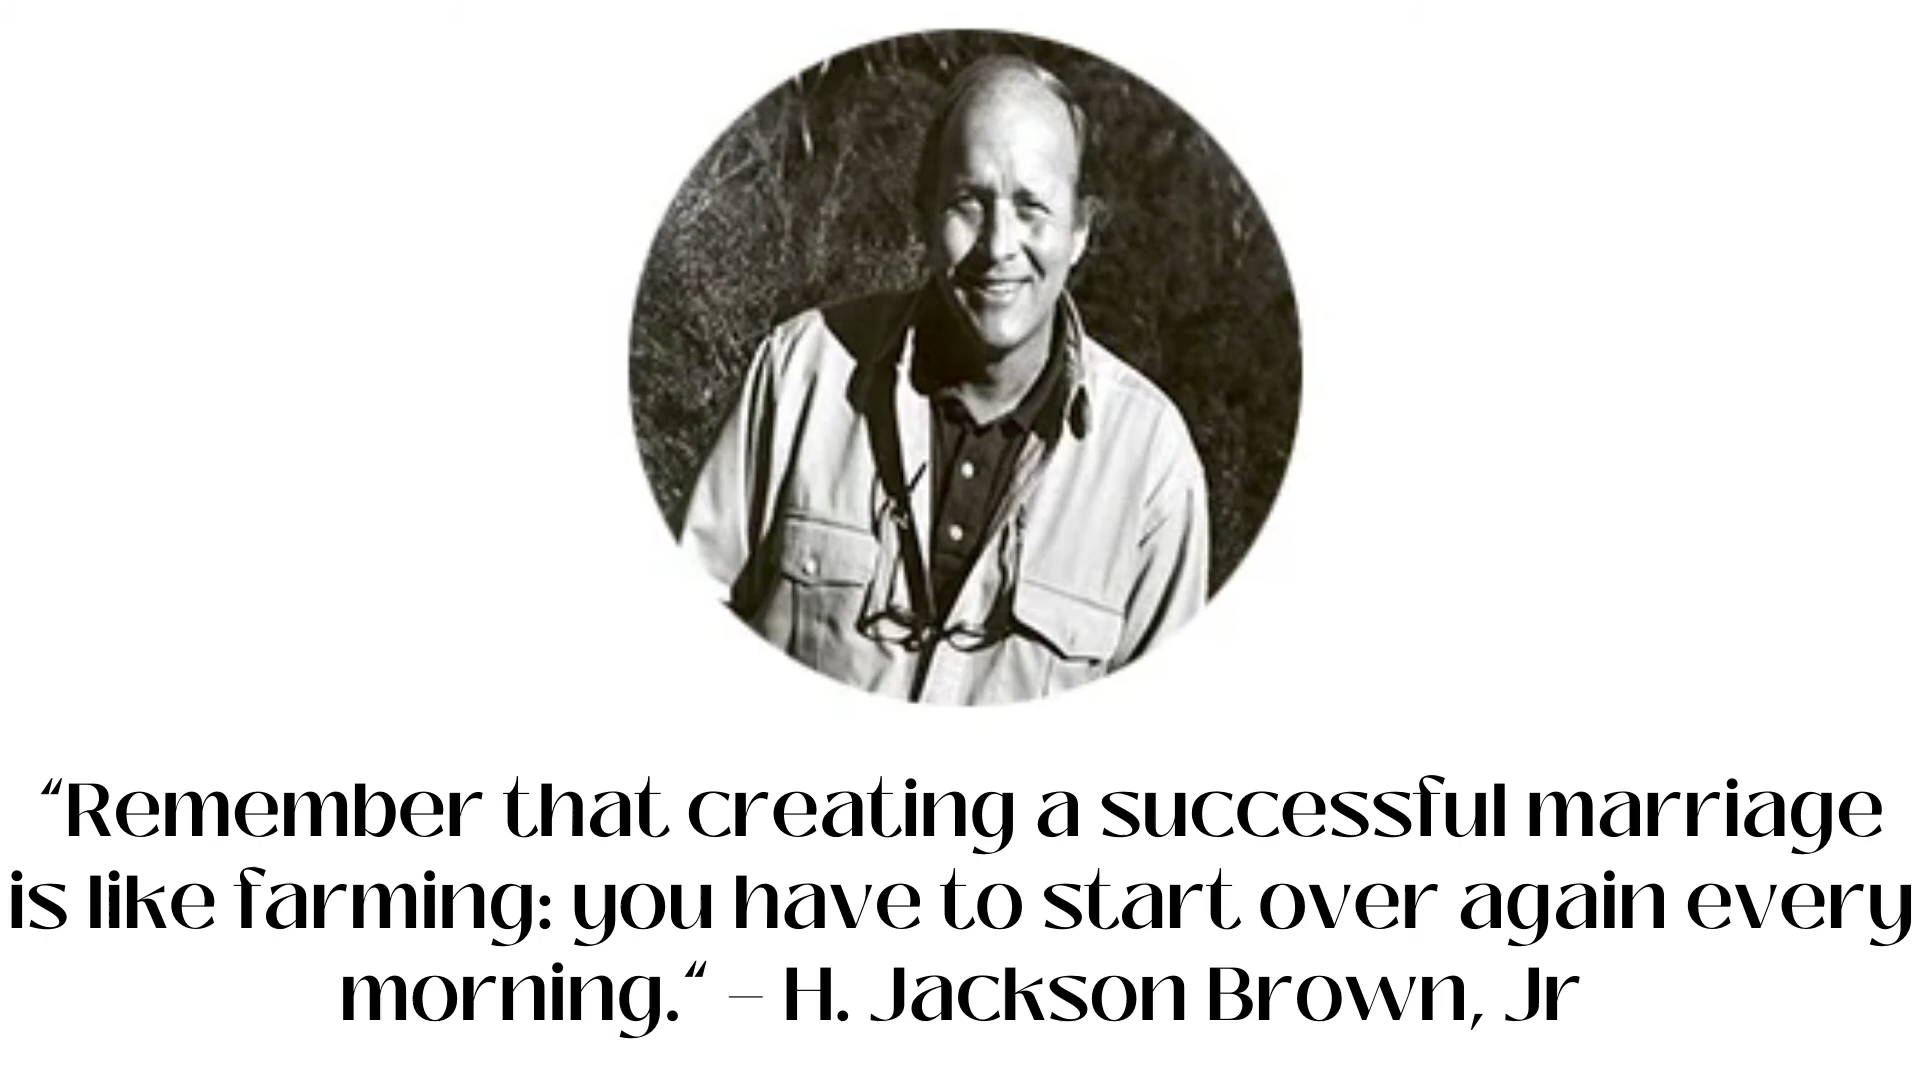 “Remember that creating a successful marriage
is like farming: you have to start over again every
morning.“ – H. Jackson Brown, Jr